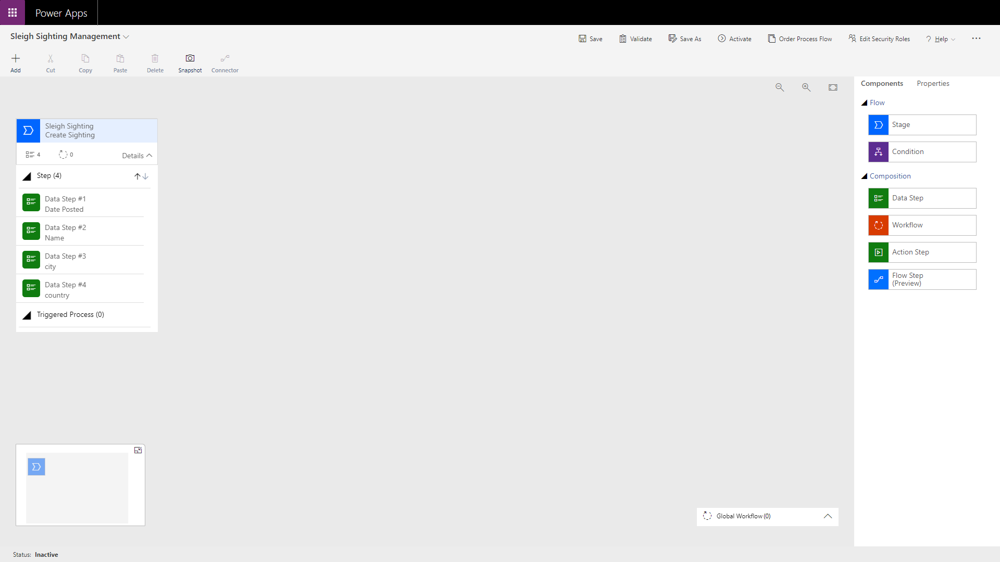 Power Apps
Sleigh Sighting Management
Save
Validate
Save As
Activate
Order Process Flow
Edit Security Roles
? Help
...
Add
Cut
Copy
Paste
Delete
Snapshot
Connector
Components
Properties
Flow
Stage
Condition
Composition
Data Step
Workflow
Action Step
Flow Step
(Preview)
Sleigh Sighting
Create Sighting
4
0
Details
Step (4)
Data Step #1
Date Posted
Data Step #2
Name
Data Step #3
city
Data Step #4
country
Triggered Process (0)
Global Workflow (0)
Status: Inactive